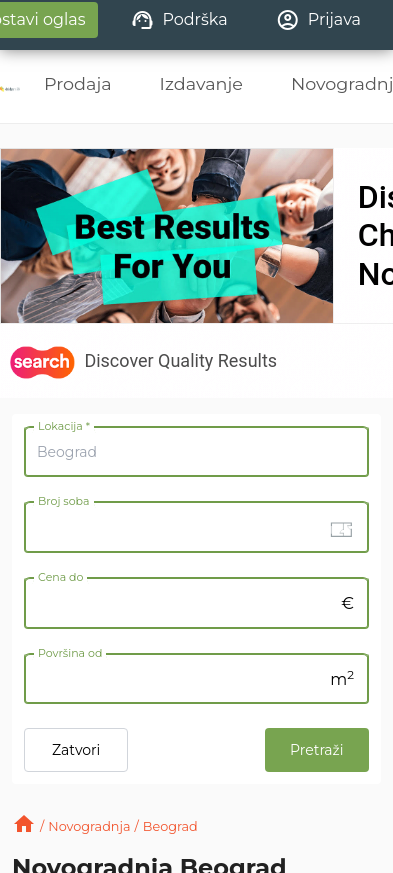 ostavi oglas
Podrška
Prijava
Prodaja
Izdavanje
Novogradnj
Best Results
For You
Dis
Ch
No
search
Discover Quality Results
Lokacija *
Beograd
Broj soba
Cena do
€
Površina od
m²
Zatvori
Pretraži
/ Novogradnja / Beograd
Novogradnja Beograd